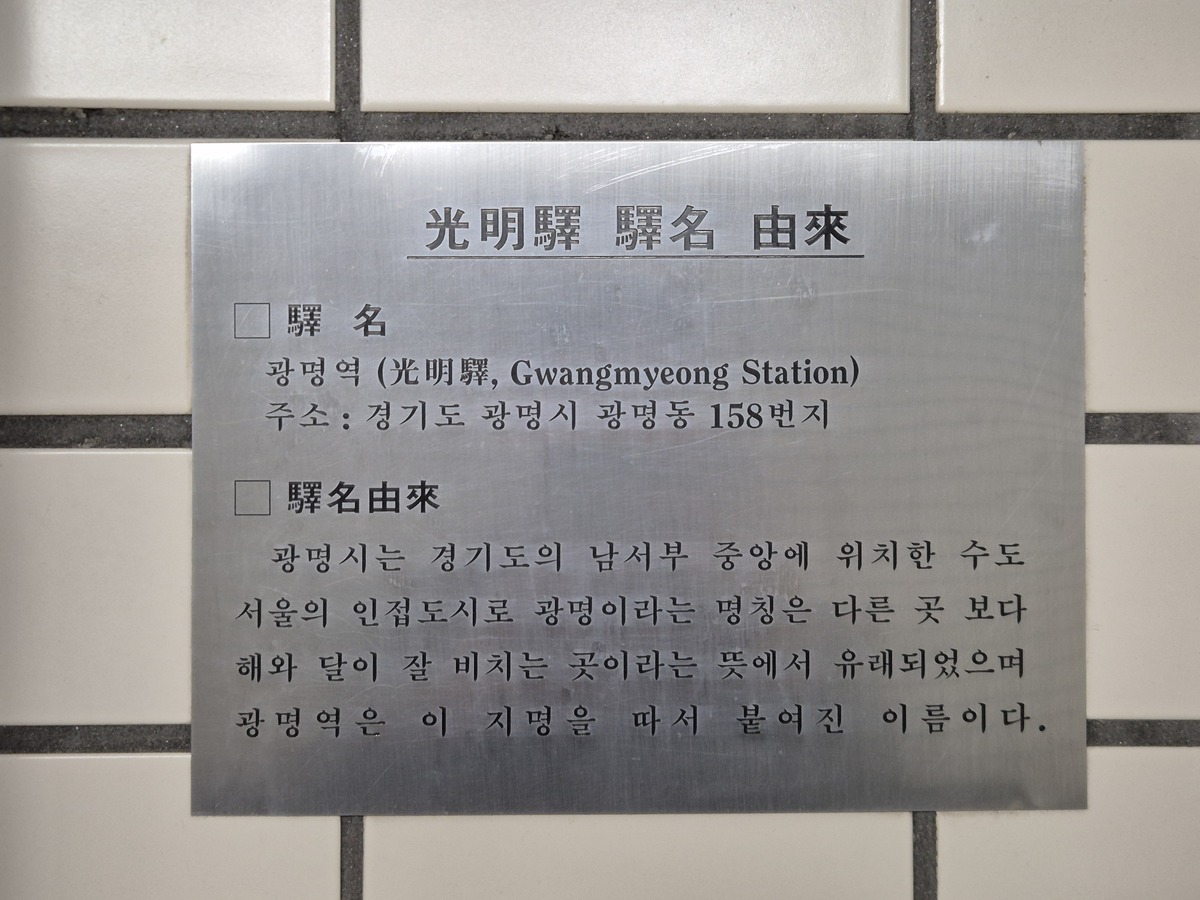 光明驛 驛名 由來
□ 驛 名
광명역 (光明驛, Gwangmyeong Station)
주소 : 경기도 광명시 광명동 158번지
□ 驛名由來
광명시는 경기도의 남서부 중앙에 위치한 수도
서울의 인접도시로 광명이라는 명칭은 다른 곳 보다
해와 달이 잘 비치는 곳이라는 뜻에서 유래되었으며
광명역은 이 지명을 따서 붙여진 이름이다.